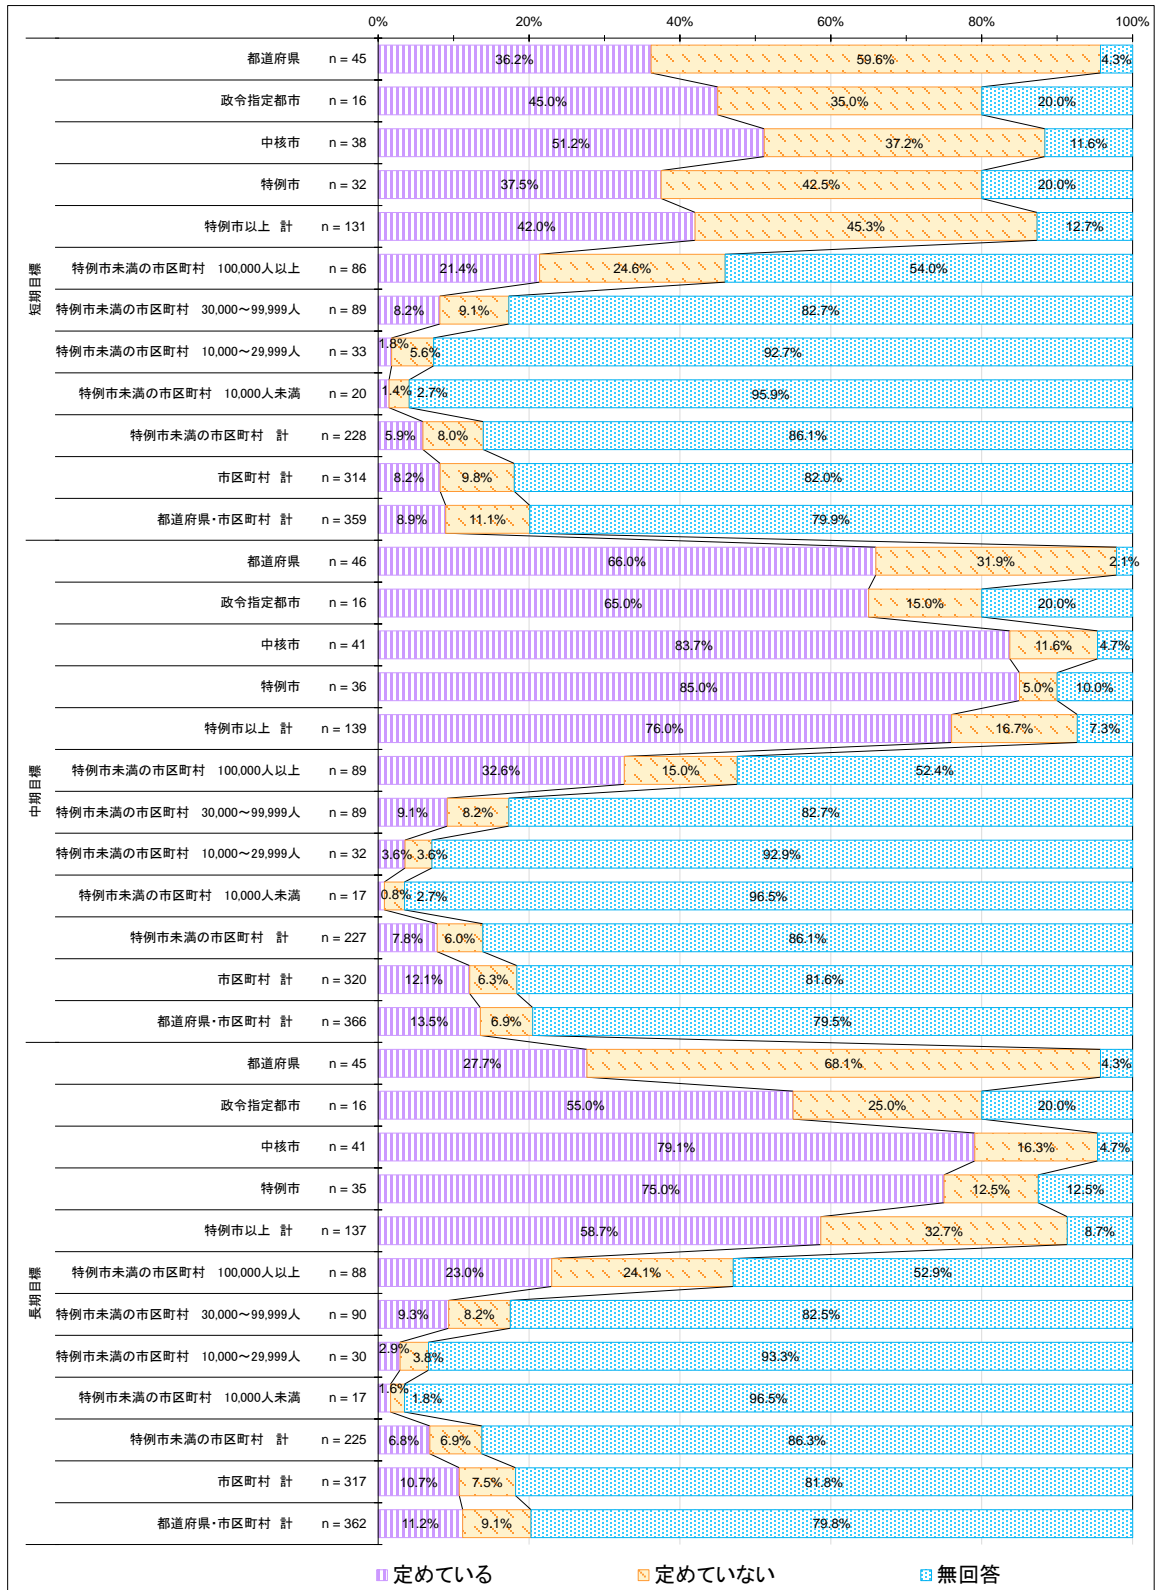 0% 20% 40% 60% 80% 100%
短期目標
都道府県 n = 45 36.2% 59.6% 4.3%
政令指定都市 n = 16 45.0% 35.0% 20.0%
中核市 n = 38 51.2% 37.2% 11.6%
特例市 n = 32 37.5% 42.5% 20.0%
特例市以上 計 n = 131 42.0% 45.3% 12.7%
特例市未満の市区町村 100,000人以上 n = 86 21.4% 24.6% 54.0%
特例市未満の市区町村 30,000～99,999人 n = 89 8.2% 9.1% 82.7%
特例市未満の市区町村 10,000～29,999人 n = 33 1.8% 5.6% 92.7%
特例市未満の市区町村 10,000人未満 n = 20 1.4% 2.7% 95.9%
特例市未満の市区町村 計 n = 228 5.9% 8.0% 86.1%
市区町村 計 n = 314 8.2% 9.8% 82.0%
都道府県・市区町村 計 n = 359 8.9% 11.1% 79.9%
中期目標
都道府県 n = 46 66.0% 31.9% 2.1%
政令指定都市 n = 16 65.0% 15.0% 20.0%
中核市 n = 41 83.7% 11.6% 4.7%
特例市 n = 36 85.0% 5.0% 10.0%
特例市以上 計 n = 139 76.0% 16.7% 7.3%
特例市未満の市区町村 100,000人以上 n = 89 32.6% 15.0% 52.4%
特例市未満の市区町村 30,000～99,999人 n = 89 9.1% 8.2% 82.7%
特例市未満の市区町村 10,000～29,999人 n = 32 3.6% 3.6% 92.9%
特例市未満の市区町村 10,000人未満 n = 17 0.8% 2.7% 96.5%
特例市未満の市区町村 計 n = 227 7.8% 6.0% 86.1%
市区町村 計 n = 320 12.1% 6.3% 81.6%
都道府県・市区町村 計 n = 366 13.5% 6.9% 79.5%
長期目標
都道府県 n = 45 27.7% 68.1% 4.3%
政令指定都市 n = 16 55.0% 25.0% 20.0%
中核市 n = 41 79.1% 16.3% 4.7%
特例市 n = 35 75.0% 12.5% 12.5%
特例市以上 計 n = 137 58.7% 32.7% 8.7%
特例市未満の市区町村 100,000人以上 n = 88 23.0% 24.1% 52.9%
特例市未満の市区町村 30,000～99,999人 n = 90 9.3% 8.2% 82.5%
特例市未満の市区町村 10,000～29,999人 n = 30 2.9% 3.8% 93.3%
特例市未満の市区町村 10,000人未満 n = 17 1.6% 1.8% 96.5%
特例市未満の市区町村 計 n = 225 6.8% 6.9% 86.3%
市区町村 計 n = 317 10.7% 7.5% 81.8%
都道府県・市区町村 計 n = 362 11.2% 9.1% 79.8%
定めている 定めていない 無回答